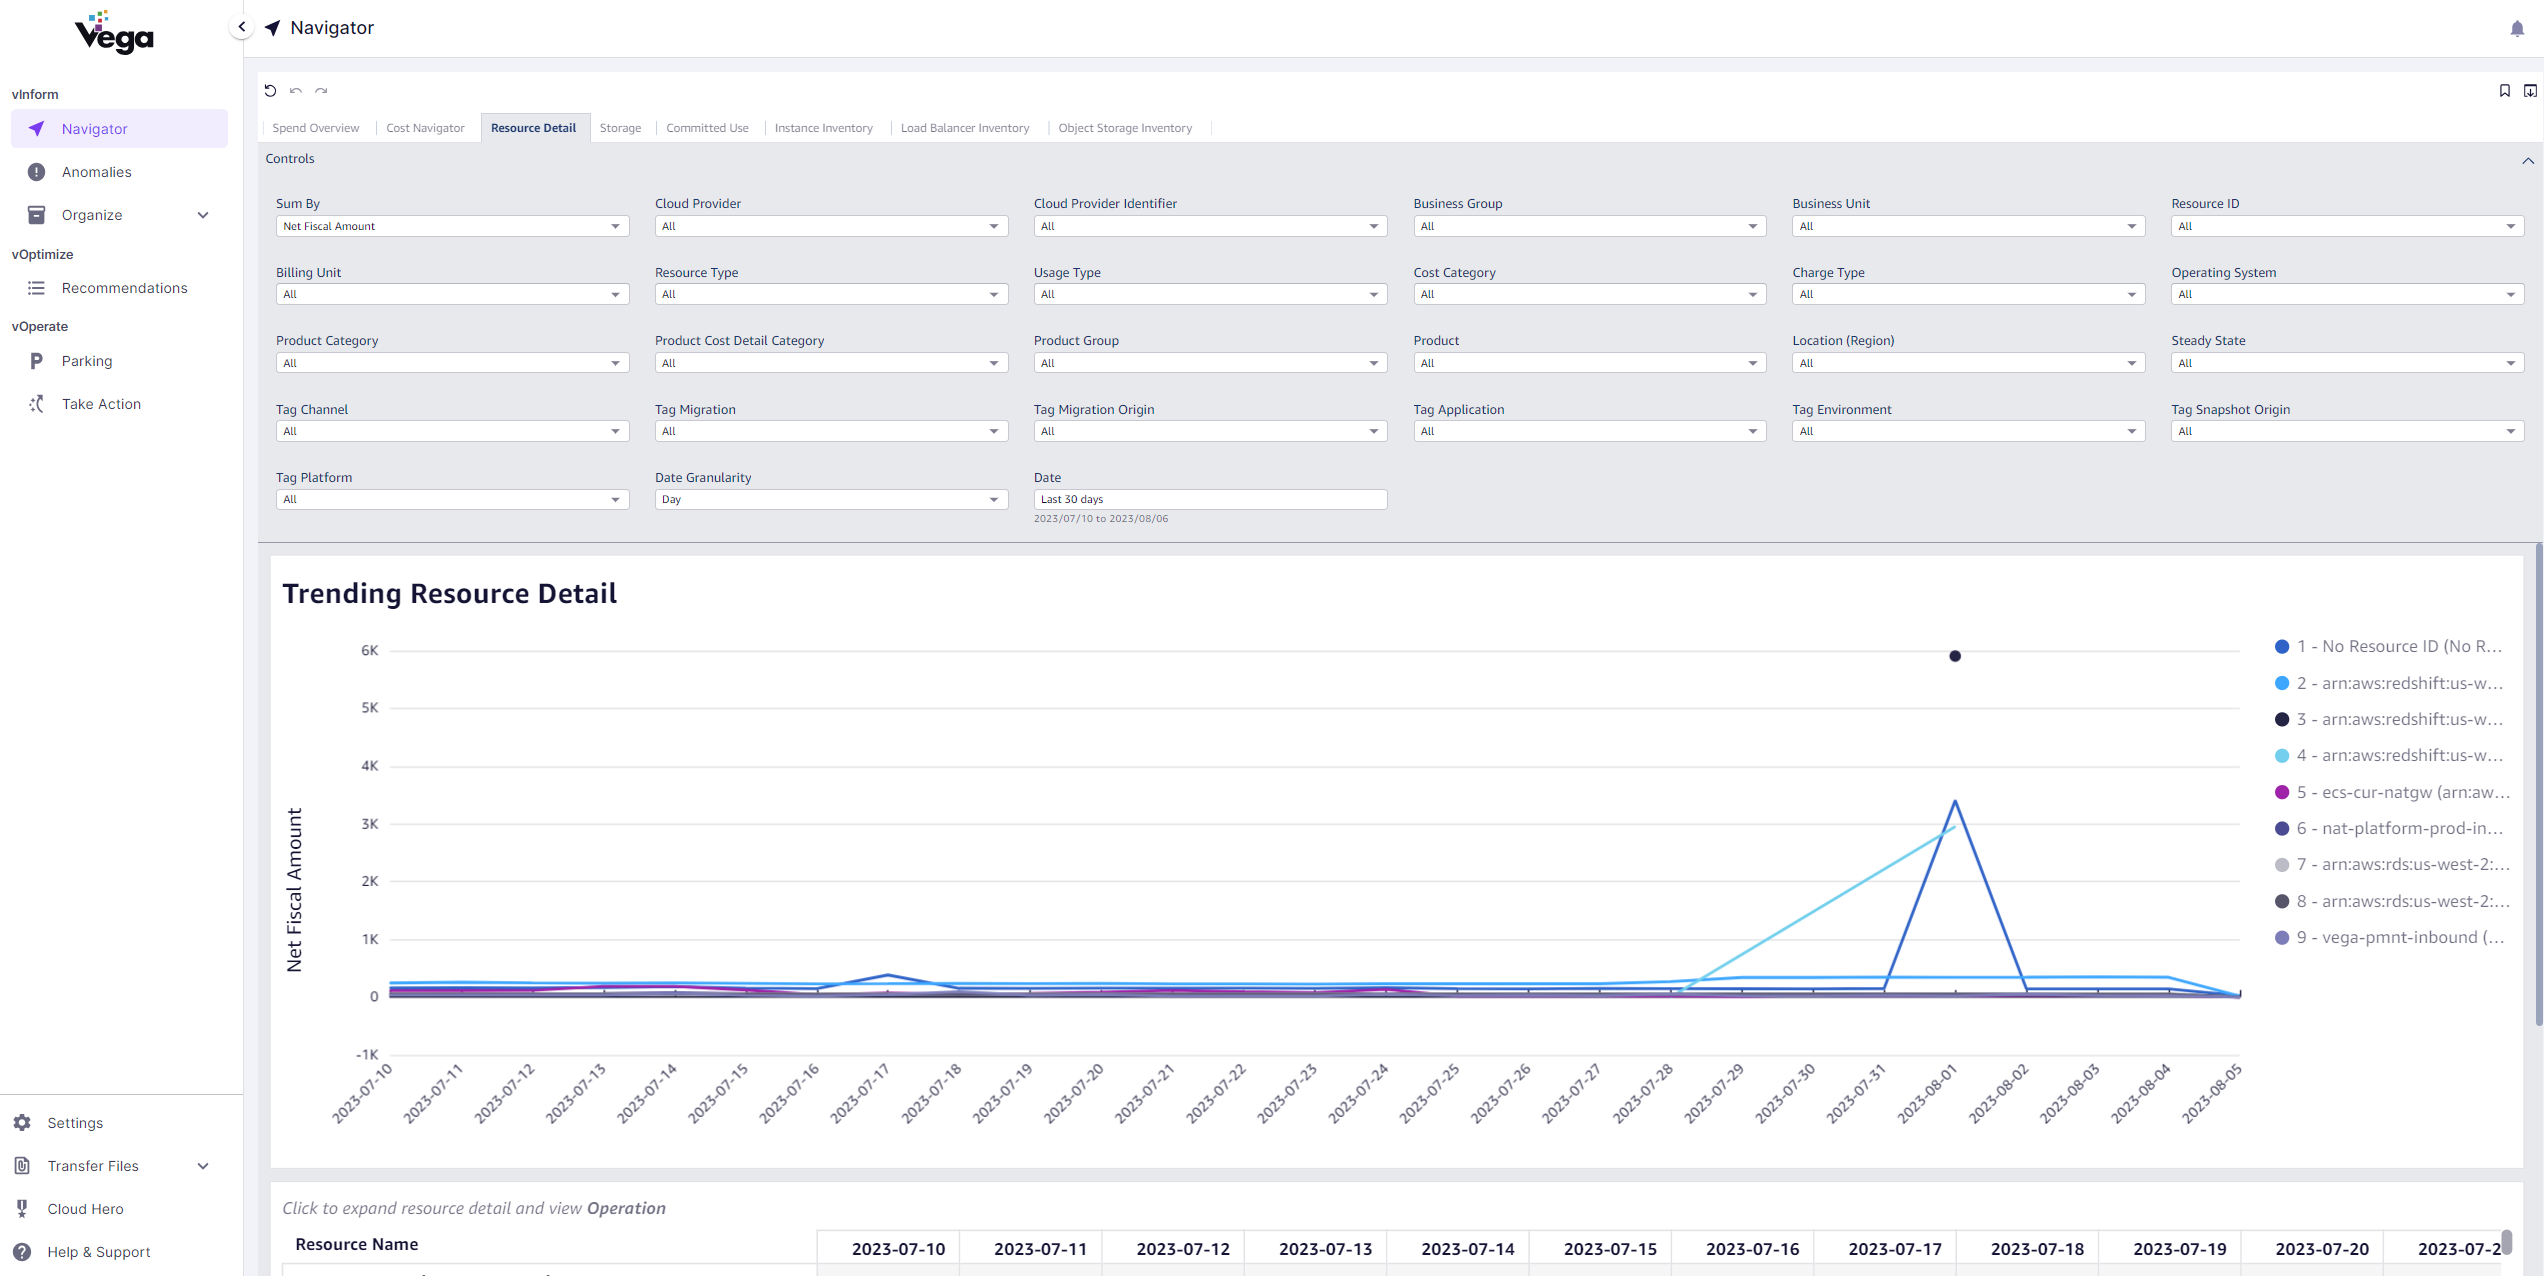 Vega
Navigator
vInform
Navigator
Anomalies
Organize
vOptimize
Recommendations
vOperate
Parking
Take Action
Settings
Transfer Files
Cloud Hero
Help & Support
Spend Overview
Cost Navigator
Resource Detail
Storage
Committed Use
Instance Inventory
Load Balancer Inventory
Object Storage Inventory
Controls
Sum By
Cloud Provider
Cloud Provider Identifier
Business Group
Business Unit
Resource ID
Net Fiscal Amount
All
All
All
All
All
Billing Unit
Resource Type
Usage Type
Cost Category
Charge Type
Operating System
All
All
All
All
All
All
Product Category
Product Cost Detail Category
Product Group
Product
Location (Region)
Steady State
All
All
All
All
All
All
Tag Channel
Tag Migration
Tag Migration Origin
Tag Application
Tag Environment
Tag Snapshot Origin
All
All
All
All
All
All
Tag Platform
Date Granularity
Date
All
Day
Last 30 days
2023/07/10 to 2023/08/06
Trending Resource Detail
Net Fiscal Amount
6K
5K
4K
3K
2K
1K
0
-1K
2023-07-10
2023-07-11
2023-07-12
2023-07-13
2023-07-14
2023-07-15
2023-07-16
2023-07-17
2023-07-18
2023-07-19
2023-07-20
2023-07-21
2023-07-22
2023-07-23
2023-07-24
2023-07-25
2023-07-26
2023-07-27
2023-07-28
2023-07-29
2023-07-30
2023-07-31
2023-08-01
2023-08-02
2023-08-03
2023-08-04
2023-08-05
1 - No Resource ID (No R...
2 - arn:aws:redshift:us-w...
3 - arn:aws:redshift:us-w...
4 - arn:aws:redshift:us-w...
5 - ecs-cur-natgw (arn:aw...
6 - nat-platform-prod-in...
7 - arn:aws:rds:us-west-2:...
8 - arn:aws:rds:us-west-2:...
9 - vega-pmnt-inbound (...
Click to expand resource detail and view Operation
Resource Name
2023-07-10
2023-07-11
2023-07-12
2023-07-13
2023-07-14
2023-07-15
2023-07-16
2023-07-17
2023-07-18
2023-07-19
2023-07-20
2023-07-2